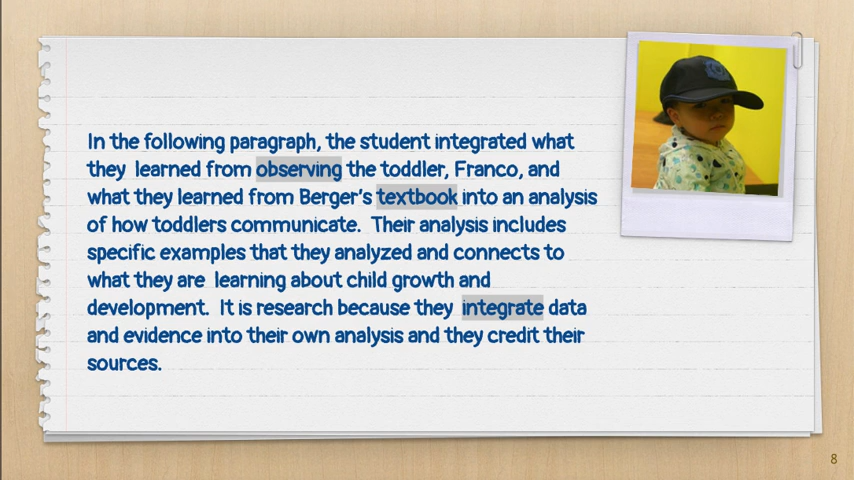 In the following paragraph, the student integrated what
they  learned from observing the toddler, Franco, and
what they learned from Berger's textbook into an analysis
of how toddlers communicate.  Their analysis includes
specific examples that they analyzed and connects to
what they are  learning about child growth and
development.  It is research because they  integrate data
and evidence into their own analysis and they credit their
sources.
8